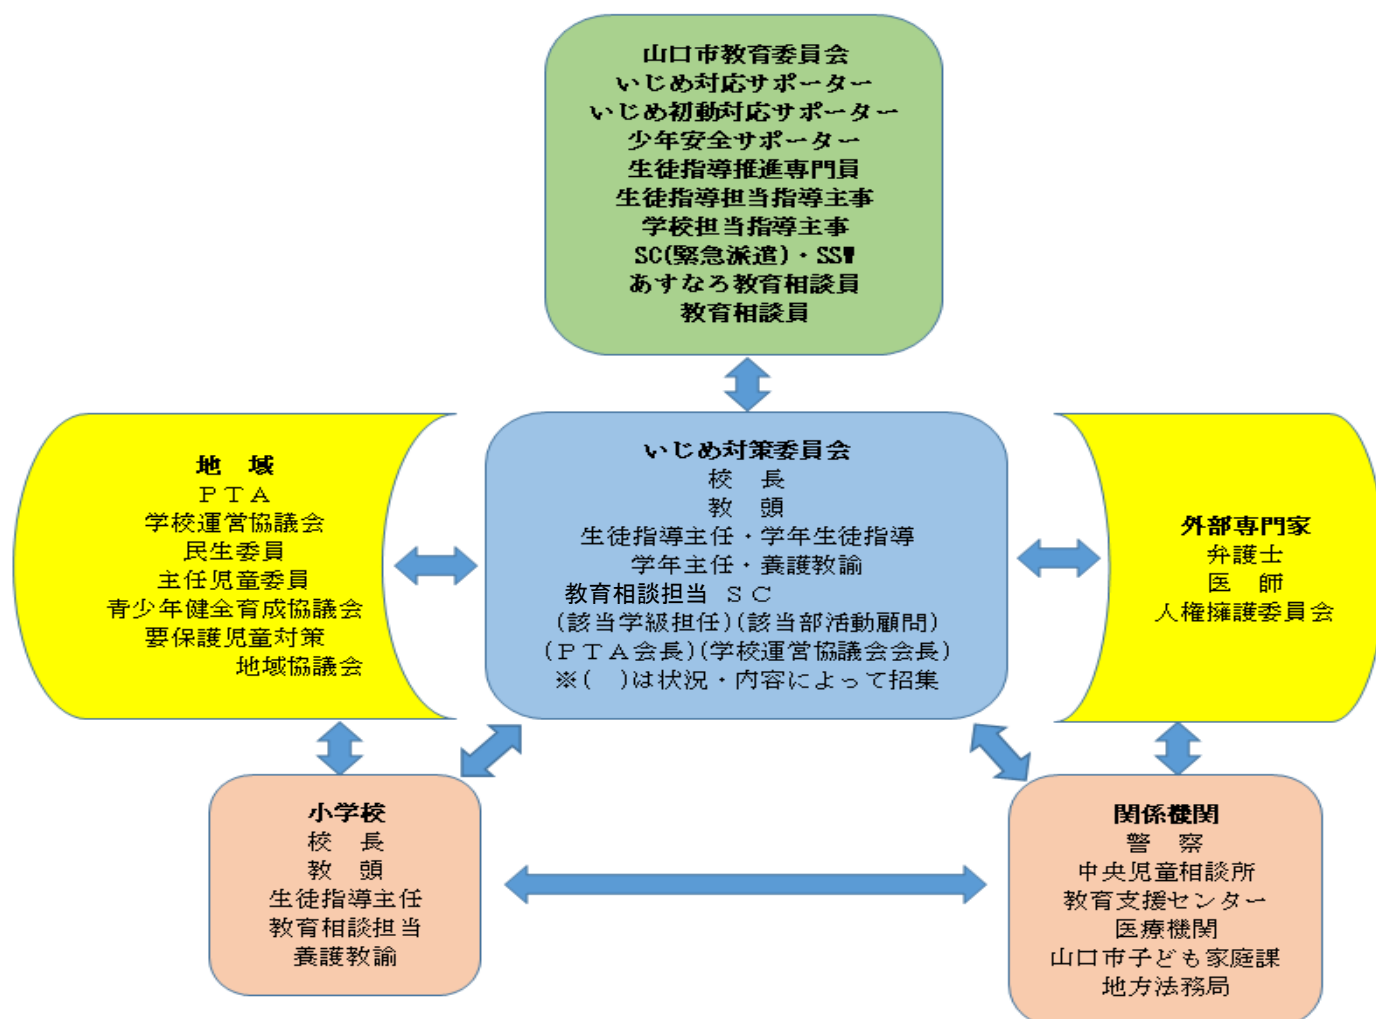 山口市教育委員会
いじめ対応サポーター
いじめ初動対応サポーター
少年安全サポーター
生徒指導推進専門員
生徒指導担当指導主事
学校担当指導主事
SC(緊急派遣)・SSW
あすなろ教育相談員
教育相談員
地　域
ＰＴＡ
学校運営協議会
民生委員
主任児童委員
青少年健全育成協議会
要保護児童対策
地域協議会
いじめ対策委員会
校　長
教　頭
生徒指導主任・学年生徒指導
学年主任・養護教諭
教育相談担当　ＳＣ
(該当学級担任)(該当部活動顧問)
(ＰＴＡ会長)(学校運営協議会会長)
※(　)は状況・内容によって招集
外部専門家
弁護士
医　師
人権擁護委員会
小学校
校　長
教　頭
生徒指導主任
教育相談担当
養護教諭
関係機関
警　察
中央児童相談所
教育支援センター
医療機関
山口市子ども家庭課
地方法務局